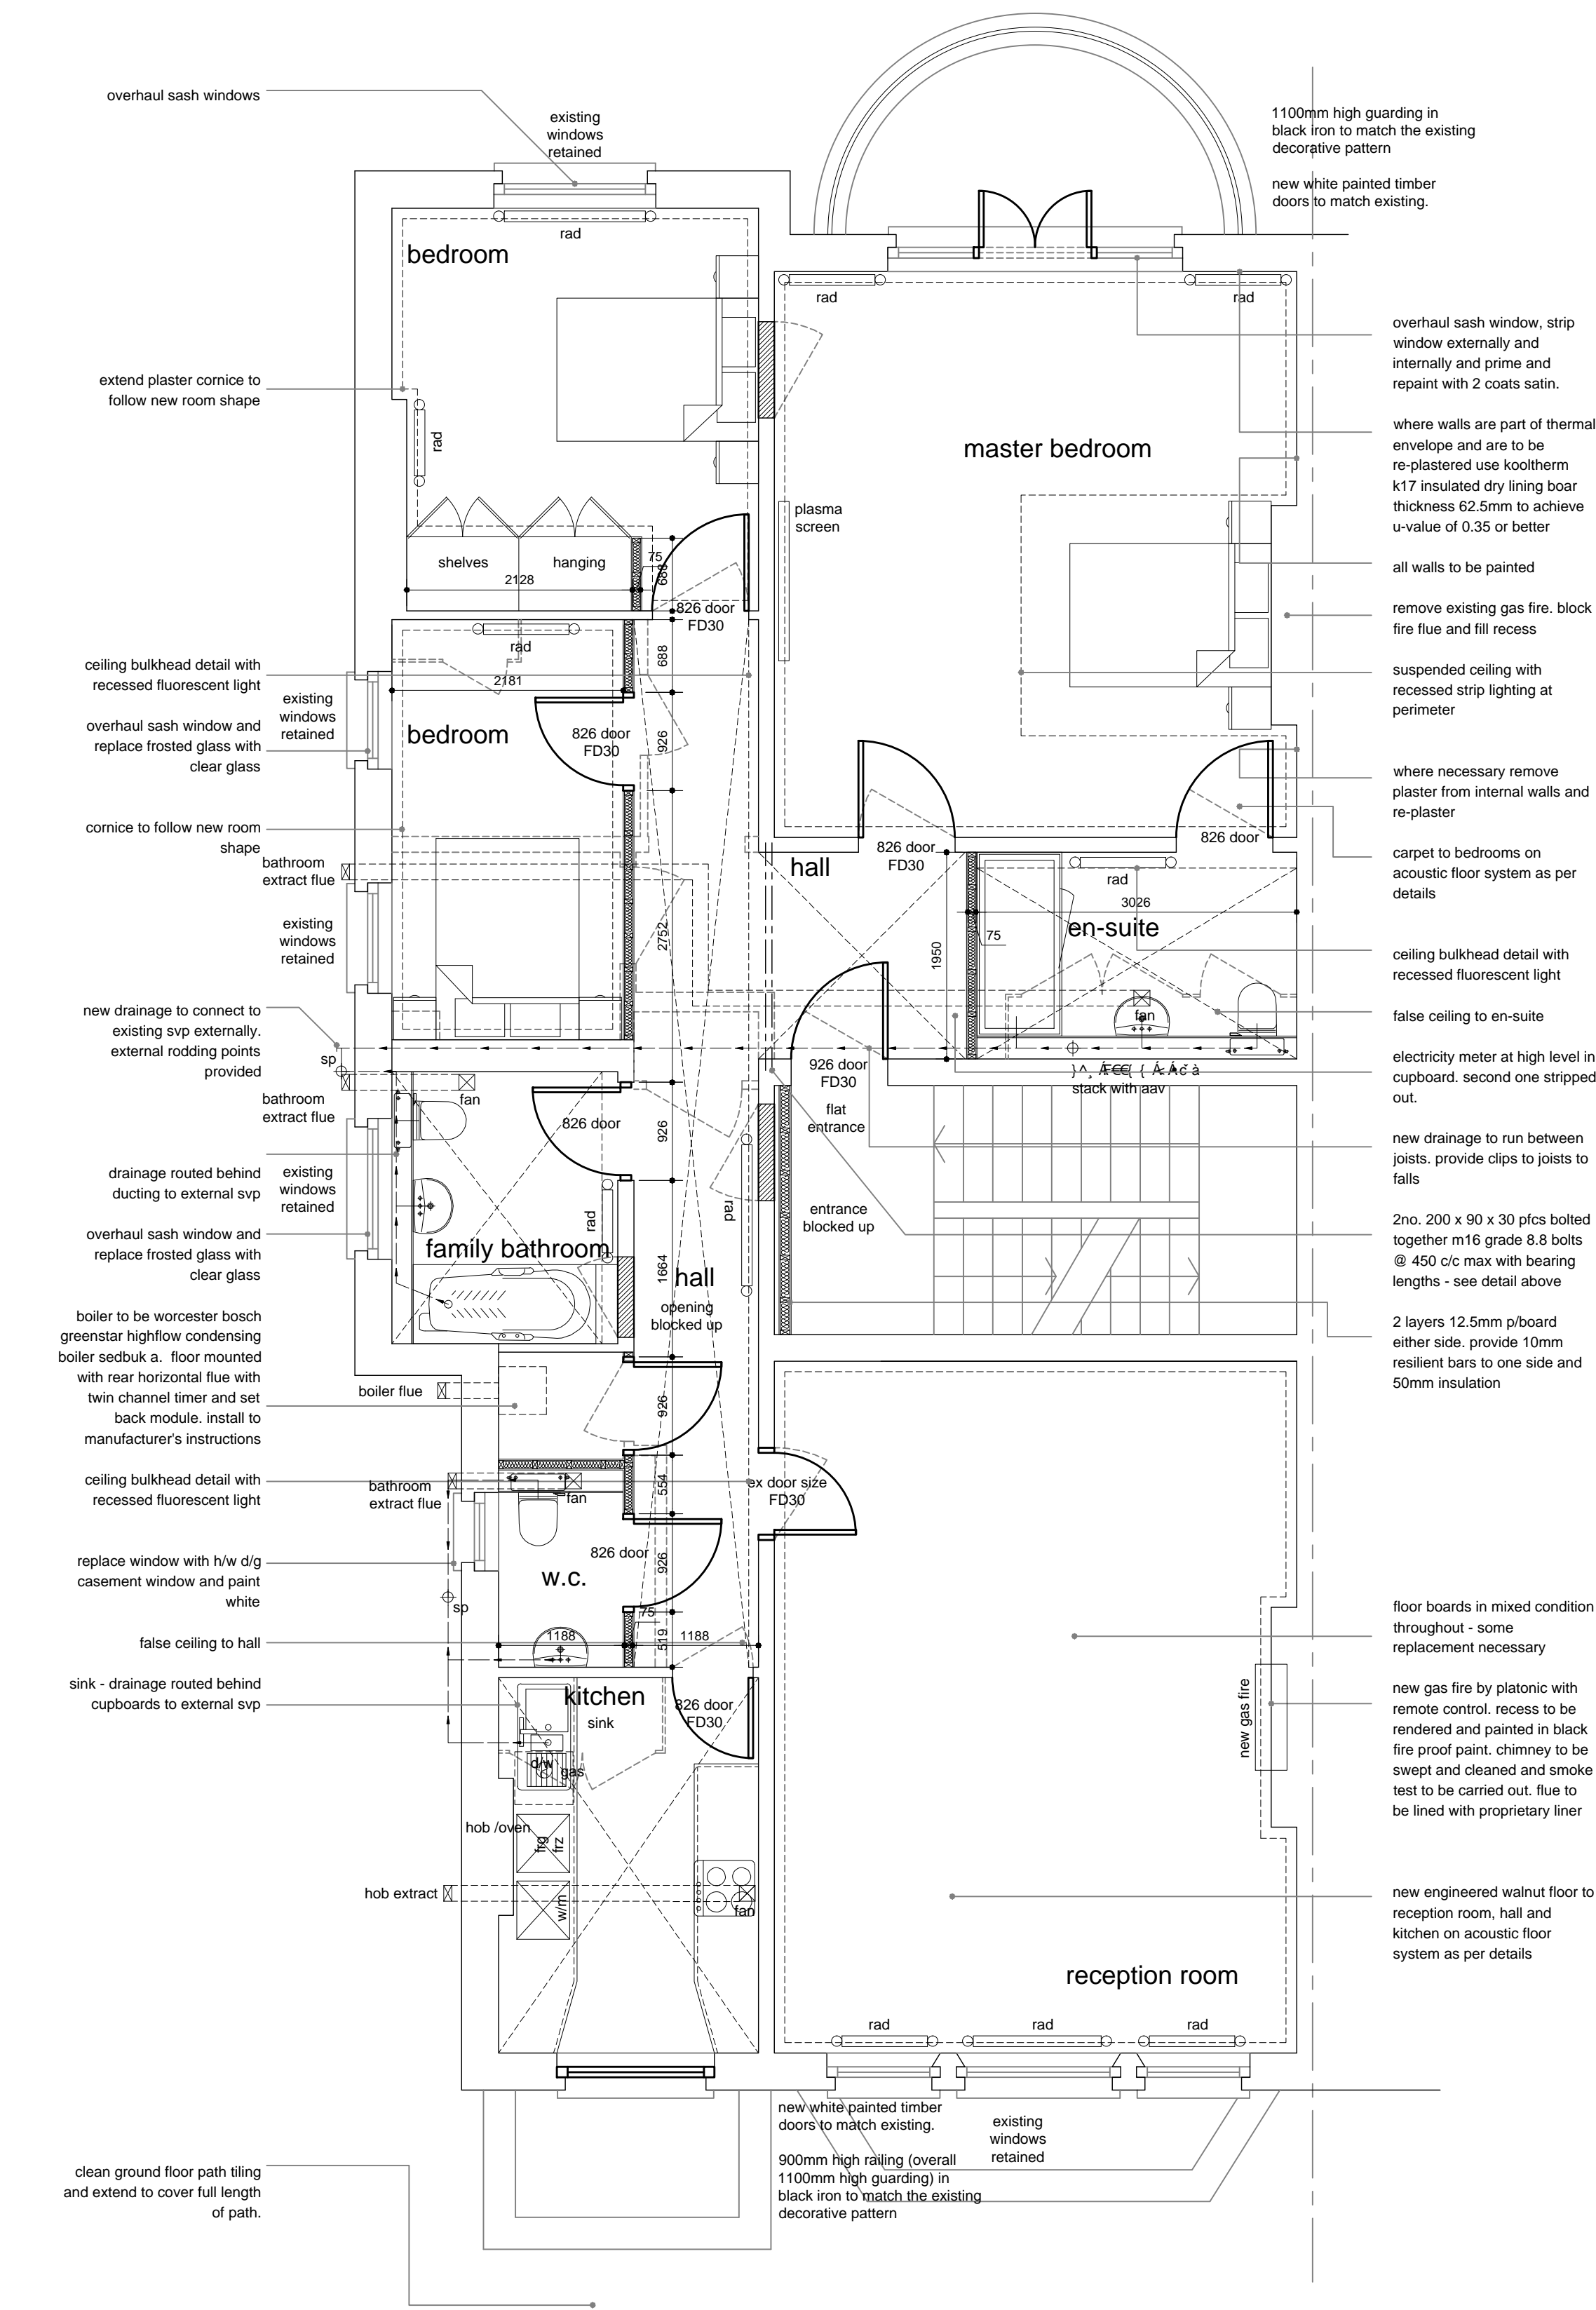 overhaul sash windows
existing
windows
retained
1100mm high guarding in
black iron to match the existing
decorative pattern
new white painted timber
doors to match existing.
rad
bedroom
rad
rad
extend plaster cornice to
follow new room shape
rad
master bedroom
plasma
screen
overhaul sash window, strip
window externally and
internally and prime and
repaint with 2 coats satin.
where walls are part of thermal
envelope and are to be
re-plastered use kooltherm
k17 insulated dry lining boar
thickness 62.5mm to achieve
u-value of 0.35 or better
all walls to be painted
remove existing gas fire. block
fire flue and fill recess
suspended ceiling with
recessed strip lighting at
perimeter
where necessary remove
plaster from internal walls and
re-plaster
carpet to bedrooms on
acoustic floor system as per
details
ceiling bulkhead detail with
recessed fluorescent light
false ceiling to en-suite
electricity meter at high level in
cupboard. second one stripped
out.
new drainage to run between
joists. provide clips to joists to
falls
2no. 200 x 90 x 30 pfcs bolted
together m16 grade 8.8 bolts
@ 450 c/c max with bearing
lengths - see detail above
2 layers 12.5mm p/board
either side. provide 10mm
resilient bars to one side and
50mm insulation
shelves
hanging
75
688
2128
826 door
FD30
rad
688
2181
ceiling bulkhead detail with
recessed fluorescent light
existing
windows
retained
overhaul sash window and
replace frosted glass with
clear glass
bedroom
826 door
FD30
926
cornice to follow new room
shape
bathroom
extract flue
existing
windows
retained
2752
hall
826 door
FD30
826 door
rad
3026
en-suite
75
1950
fan
new drainage to connect to
existing svp externally.
external rodding points
provided
sp
bathroom
extract flue
fan
926 door
FD30
stack with aav
flat
entrance
826 door
926
drainage routed behind
ducting to external svp
existing
windows
retained
rad
rad
entrance
blocked up
overhaul sash window and
replace frosted glass with
clear glass
family bathroom
1664
hall
opening
blocked up
boiler to be worcester bosch
greenstar highflow condensing
boiler sedbuk a. floor mounted
with rear horizontal flue with
twin channel timer and set
back module. install to
manufacturer's instructions
boiler flue
926
ceiling bulkhead detail with
recessed fluorescent light
bathroom
extract flue
fan
554
ex door size
FD30
replace window with h/w d/g
casement window and paint
white
826 door
926
w.c.
sp
75
false ceiling to hall
1188
519
1188
sink - drainage routed behind
cupboards to external svp
kitchen
sink
826 door
FD30
d/w
gas
hob /oven
frg
frz
hob extract
w/m
fan
floor boards in mixed condition
throughout - some
replacement necessary
new gas fire
new gas fire by platonic with
remote control. recess to be
rendered and painted in black
fire proof paint. chimney to be
swept and cleaned and smoke
test to be carried out. flue to
be lined with proprietary liner
new engineered walnut floor to
reception room, hall and
kitchen on acoustic floor
system as per details
reception room
rad
rad
rad
new white painted timber
doors to match existing.
existing
windows
retained
900mm high railing (overall
1100mm high guarding) in
black iron to match the existing
decorative pattern
clean ground floor path tiling
and extend to cover full length
of path.